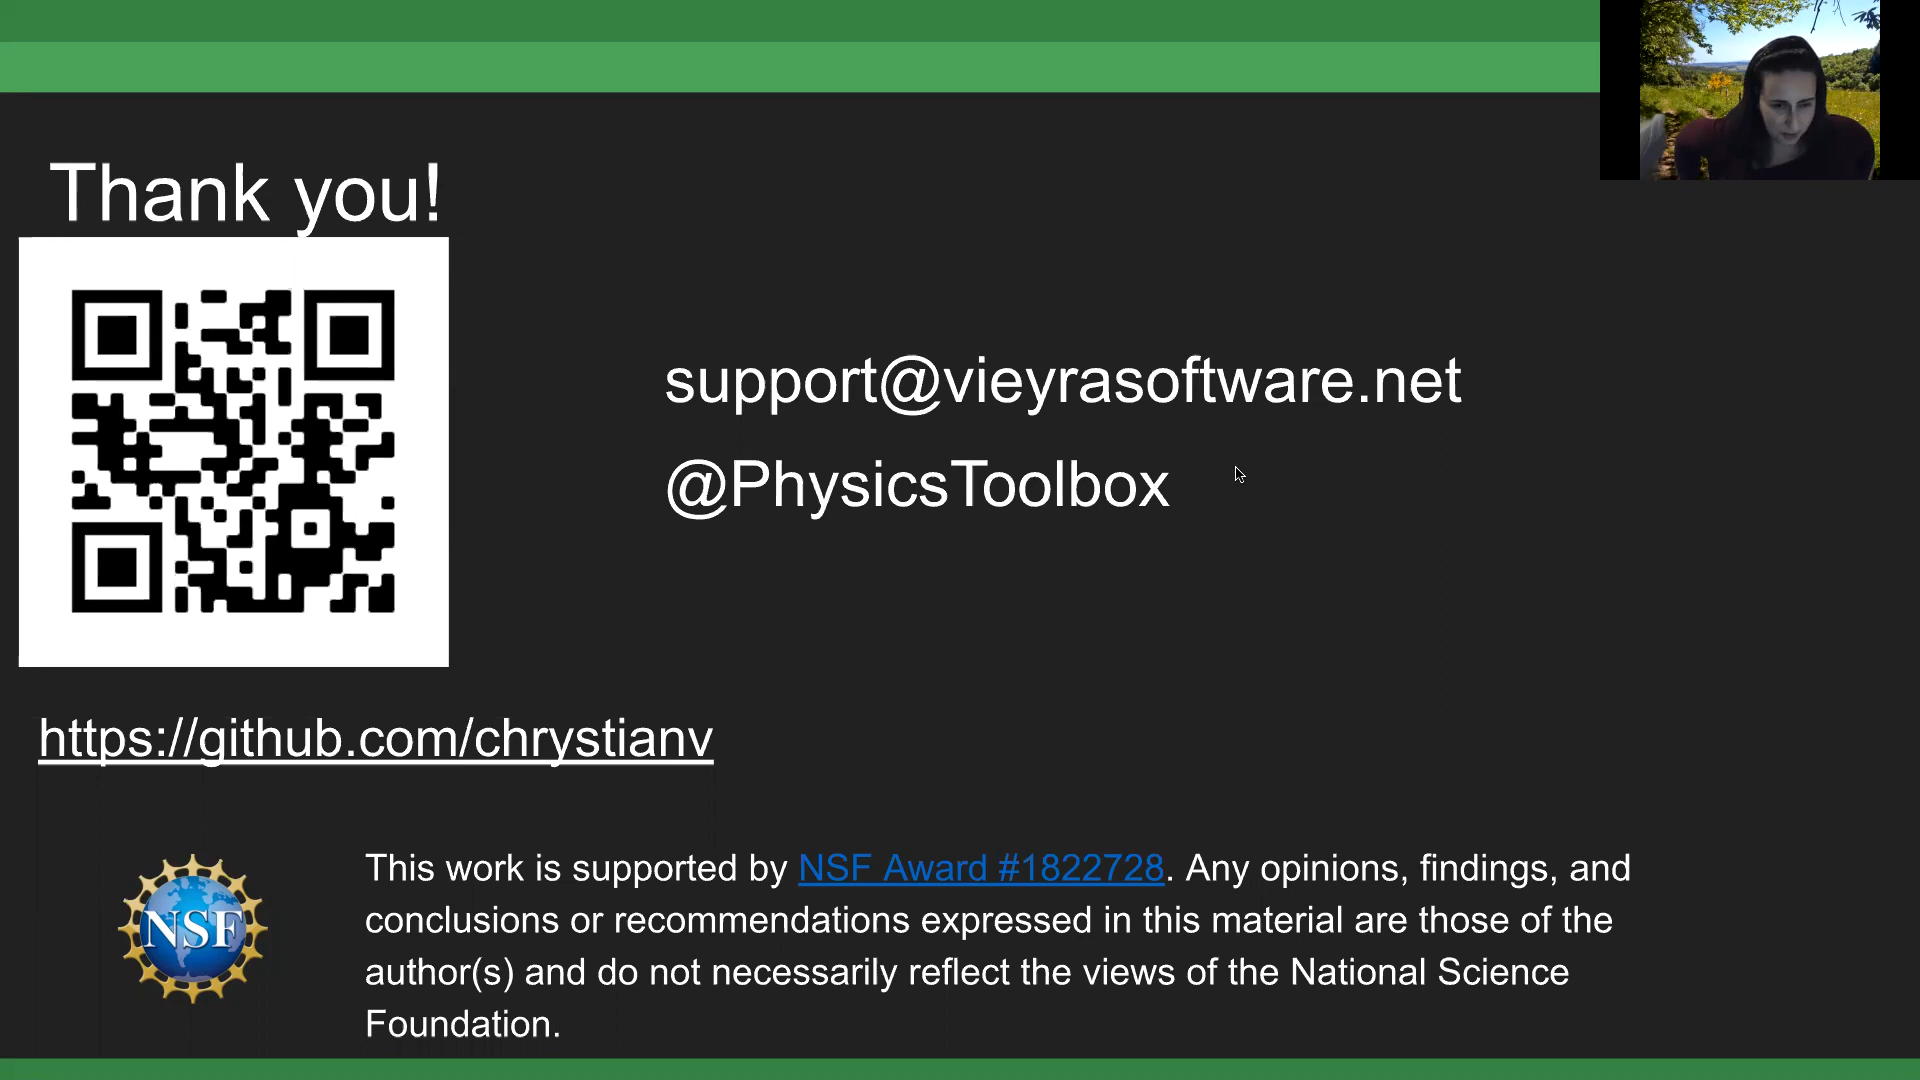 Thank you!
support@vieyrasoftware.net
@PhysicsToolbox
https://github.com/chrystianv
NSF
This work is supported by NSF Award #1822728. Any opinions, findings, and
conclusions or recommendations expressed in this material are those of the
author(s) and do not necessarily reflect the views of the National Science
Foundation.